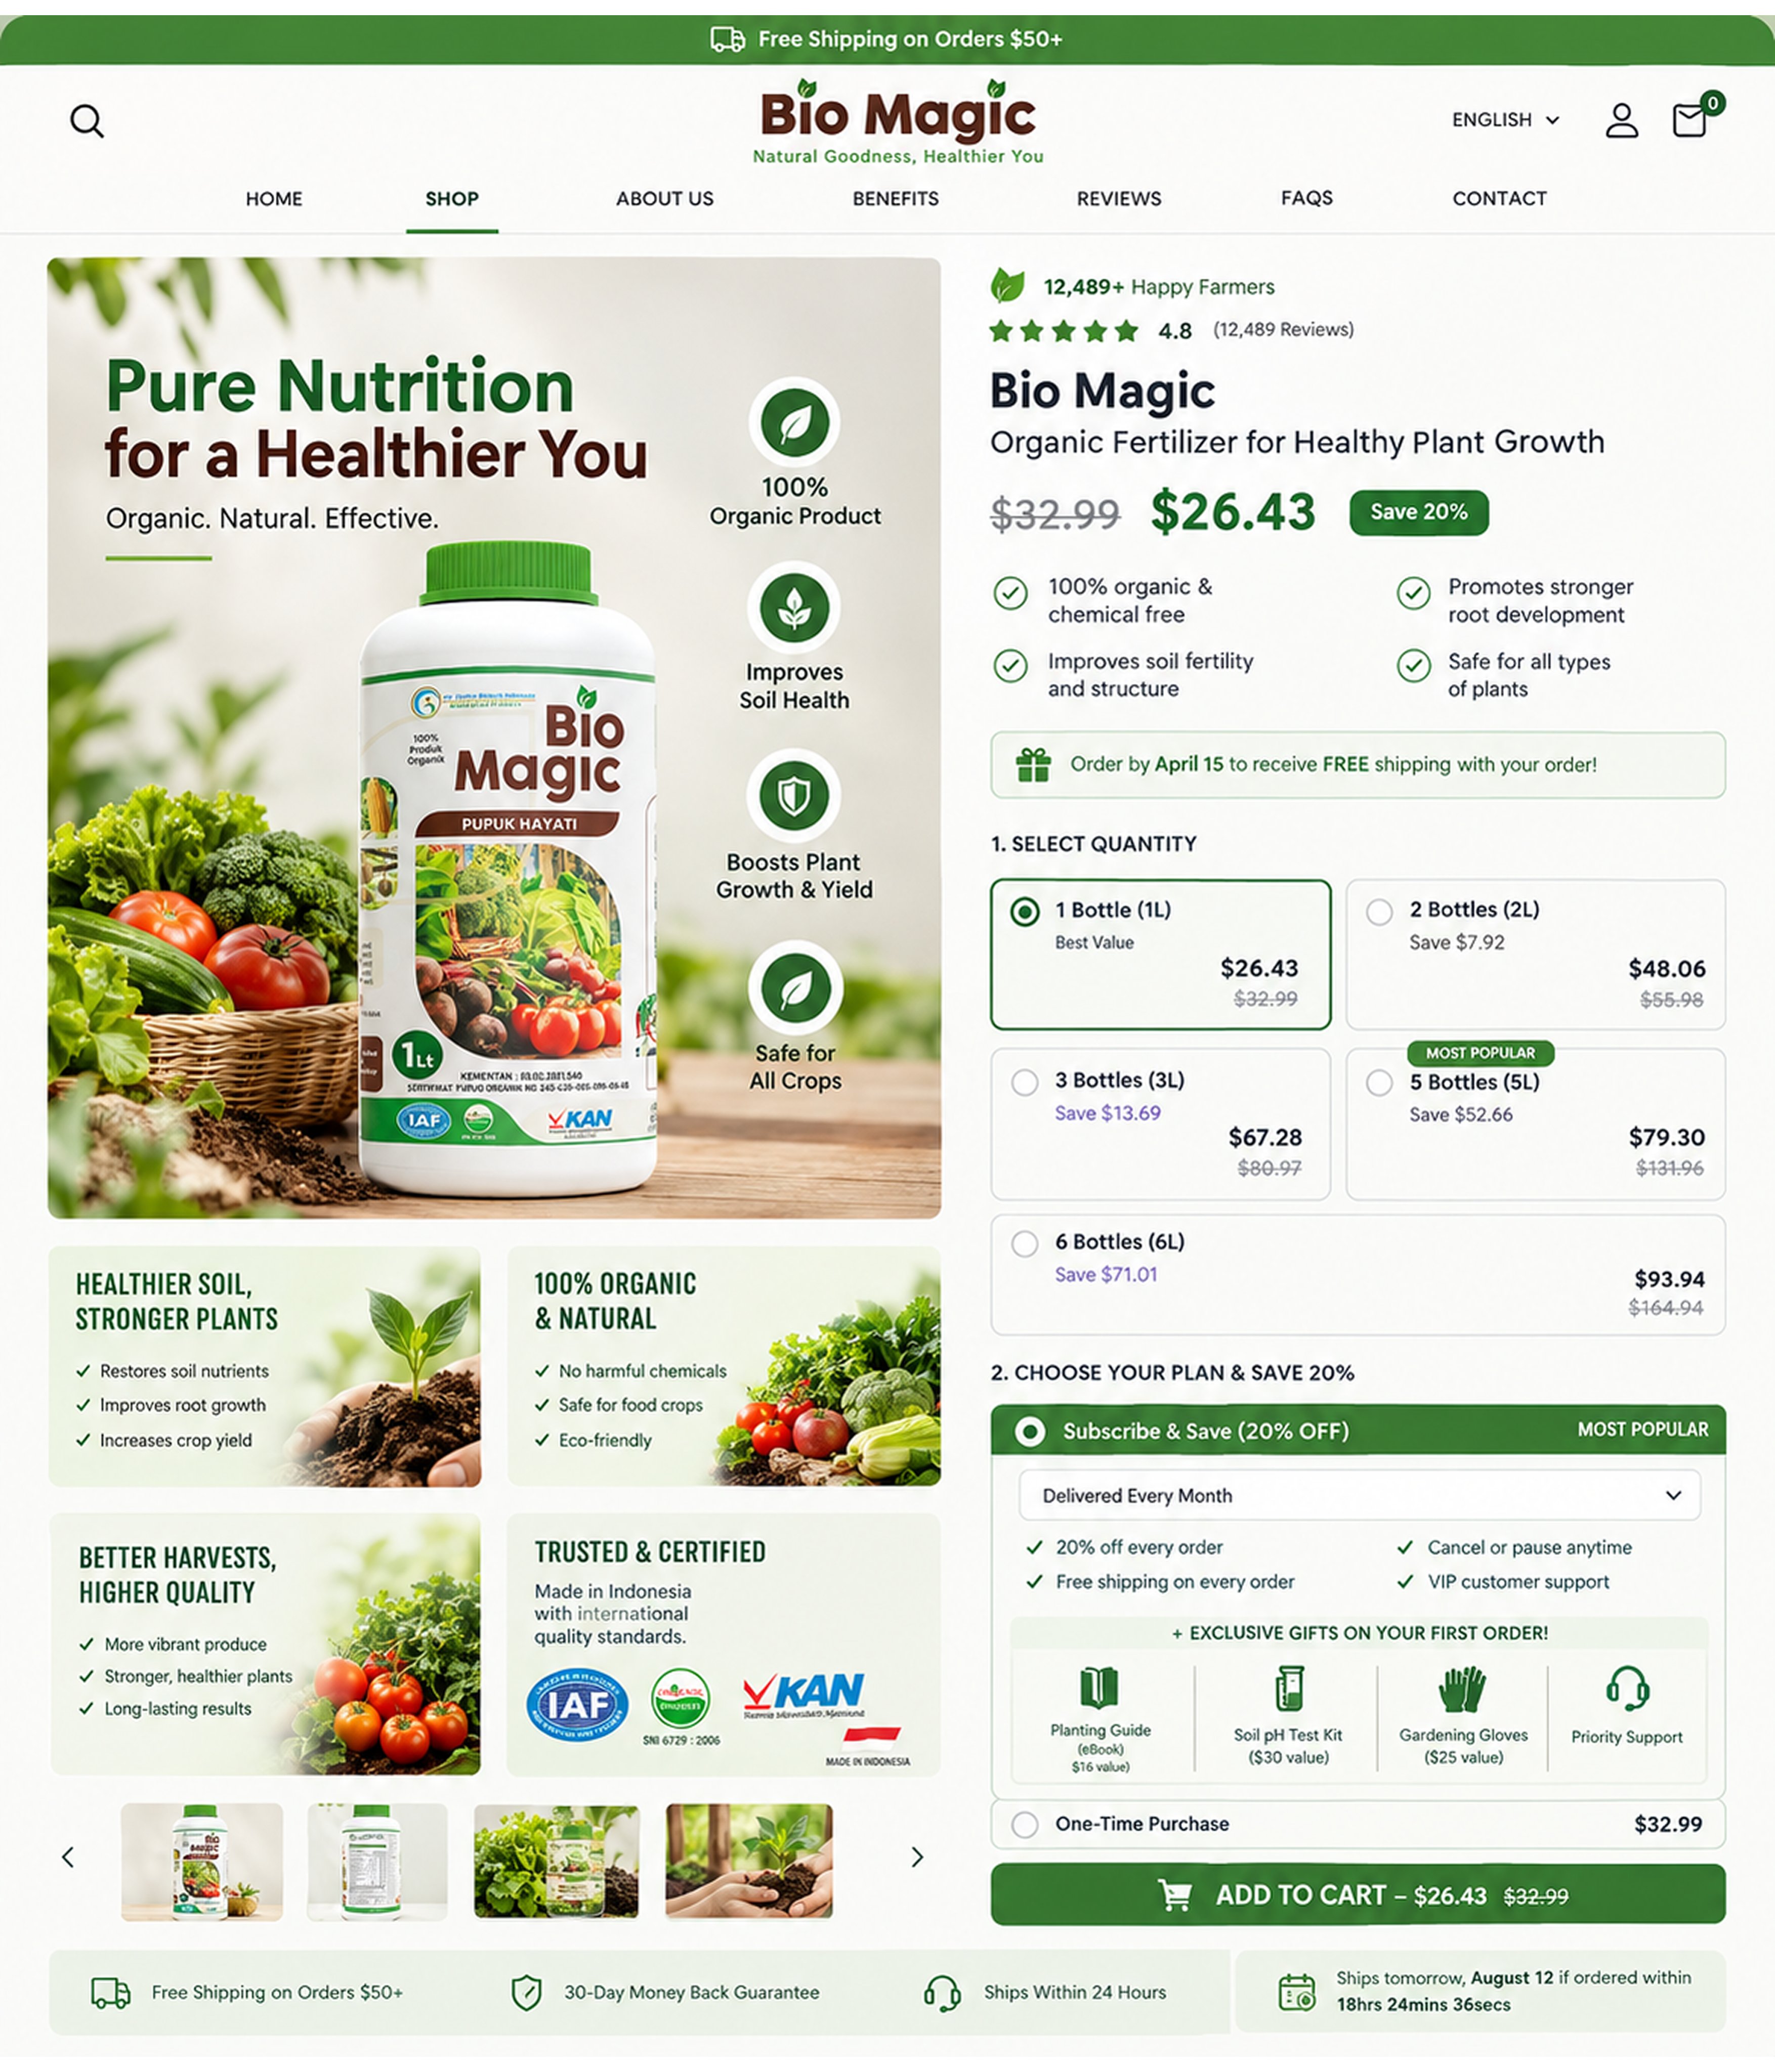 Free Shipping on Orders $50+
Bio Magic
Natural Goodness, Healthier You
ENGLISH
0
HOME
SHOP
ABOUT US
BENEFITS
REVIEWS
FAQS
CONTACT
Pure Nutrition
for a Healthier You
Organic. Natural. Effective.
100%
Organic Product
Improves
Soil Health
Boosts Plant
Growth & Yield
Safe for
All Crops
100%
Produk
Organik
Bio
Magic
PUPUK HAYATI
1Lt
IAF
KAN
HEALTHIER SOIL,
STRONGER PLANTS
Restores soil nutrients
Improves root growth
Increases crop yield
100% ORGANIC
& NATURAL
No harmful chemicals
Safe for food crops
Eco-friendly
BETTER HARVESTS,
HIGHER QUALITY
More vibrant produce
Stronger, healthier plants
Long-lasting results
TRUSTED & CERTIFIED
Made in Indonesia
with international
quality standards.
IAF
SNI 6729 : 2006
KAN
MADE IN INDONESIA
12,489+ Happy Farmers
4.8 (12,489 Reviews)
Bio Magic
Organic Fertilizer for Healthy Plant Growth
$32.99 $26.43 Save 20%
100% organic &
chemical free
Promotes stronger
root development
Improves soil fertility
and structure
Safe for all types
of plants
Order by April 15 to receive FREE shipping with your order!
1. SELECT QUANTITY
1 Bottle (1L)
Best Value
$26.43
$32.99
2 Bottles (2L)
Save $7.92
$48.06
$55.98
3 Bottles (3L)
Save $13.69
$67.28
$80.97
MOST POPULAR
5 Bottles (5L)
Save $52.66
$79.30
$131.96
6 Bottles (6L)
Save $71.01
$93.94
$164.94
2. CHOOSE YOUR PLAN & SAVE 20%
Subscribe & Save (20% OFF)
MOST POPULAR
Delivered Every Month
20% off every order
Cancel or pause anytime
Free shipping on every order
VIP customer support
+ EXCLUSIVE GIFTS ON YOUR FIRST ORDER!
Planting Guide
(eBook)
$16 value)
Soil pH Test Kit
($30 value)
Gardening Gloves
($25 value)
Priority Support
One-Time Purchase
$32.99
ADD TO CART – $26.43 $32.99
Free Shipping on Orders $50+
30-Day Money Back Guarantee
Ships Within 24 Hours
Ships tomorrow, August 12 if ordered within
18hrs 24mins 36secs